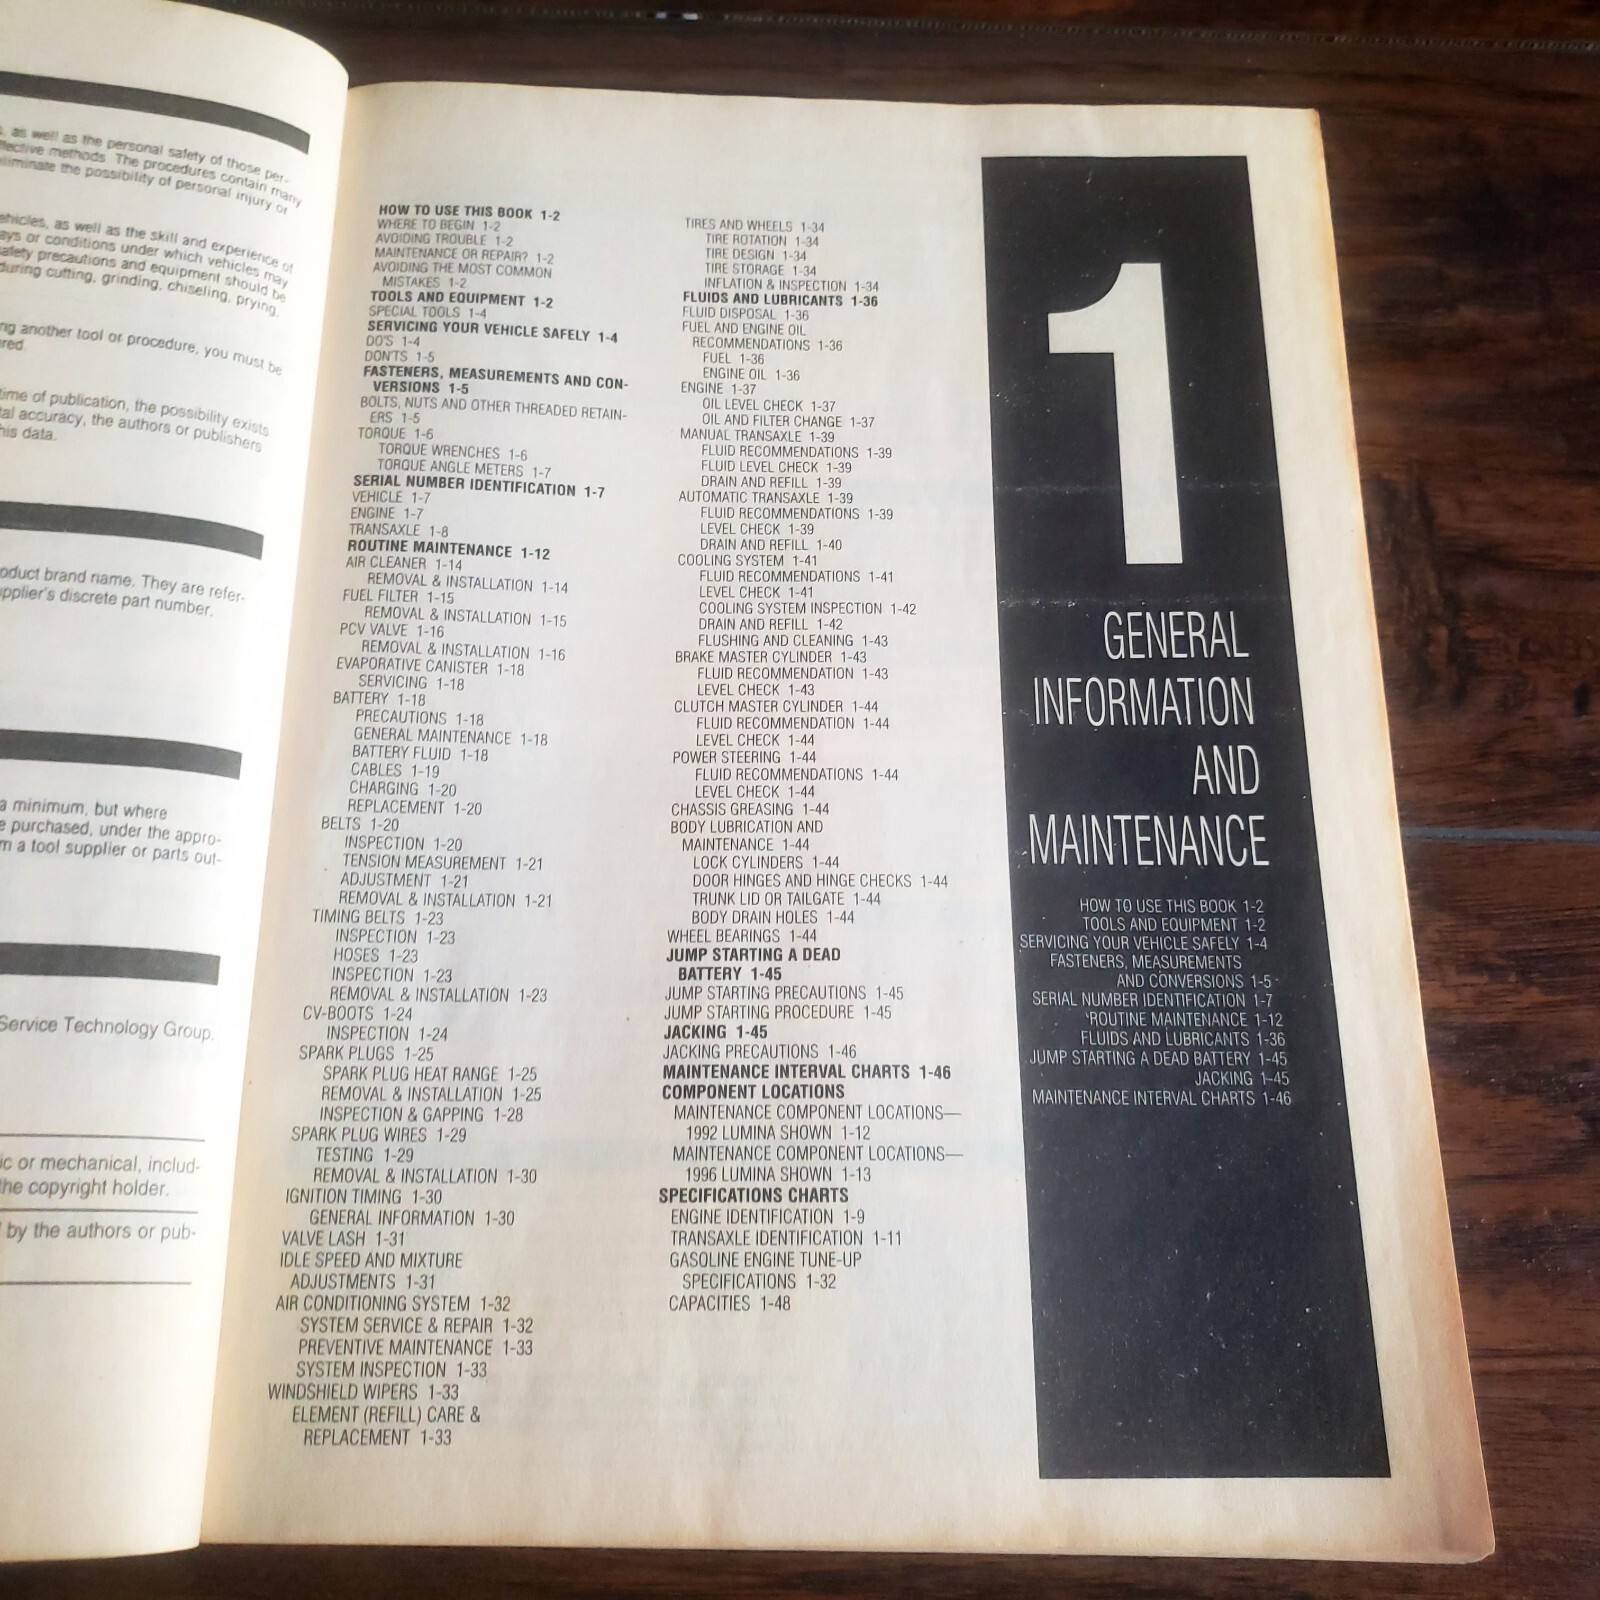 , as well as the personal safety of those per-
fective methods. The procedures contain many
eliminate the possibility of personal injury or
ehicles, as well as the skill and experience of
ays or conditions under which vehicles may
afety precautions and equipment should be
during cutting, grinding, chiseling, prying,
ng another tool or procedure, you must be
red.
time of publication, the possibility exists
tal accuracy, the authors or publishers
his data.
oduct brand name. They are refer-
upplier's discrete part number.
a minimum, but where
e purchased, under the appro-
m a tool supplier or parts out-
Service Technology Group.
ic or mechanical, includ-
the copyright holder.
by the authors or pub-
HOW TO USE THIS BOOK 1-2
WHERE TO BEGIN 1-2
AVOIDING TROUBLE 1-2
MAINTENANCE OR REPAIR? 1-2
AVOIDING THE MOST COMMON
MISTAKES 1-2
TOOLS AND EQUIPMENT 1-2
SPECIAL TOOLS 1-4
SERVICING YOUR VEHICLE SAFELY 1-4
DO'S 1-4
DON'TS 1-5
FASTENERS, MEASUREMENTS AND CON-
VERSIONS 1-5
BOLTS, NUTS AND OTHER THREADED RETAIN-
ERS 1-5
TORQUE 1-6
TORQUE WRENCHES 1-6
TORQUE ANGLE METERS 1-7
SERIAL NUMBER IDENTIFICATION 1-7
VEHICLE 1-7
ENGINE 1-7
TRANSAXLE 1-8
ROUTINE MAINTENANCE 1-12
AIR CLEANER 1-14
REMOVAL & INSTALLATION 1-14
FUEL FILTER 1-15
REMOVAL & INSTALLATION 1-15
PCV VALVE 1-16
REMOVAL & INSTALLATION 1-16
EVAPORATIVE CANISTER 1-18
SERVICING 1-18
BATTERY 1-18
PRECAUTIONS 1-18
GENERAL MAINTENANCE 1-18
BATTERY FLUID 1-18
CABLES 1-19
CHARGING 1-20
REPLACEMENT 1-20
BELTS 1-20
INSPECTION 1-20
TENSION MEASUREMENT 1-21
ADJUSTMENT 1-21
REMOVAL & INSTALLATION 1-21
TIMING BELTS 1-23
INSPECTION 1-23
HOSES 1-23
INSPECTION 1-23
REMOVAL & INSTALLATION 1-23
CV-BOOTS 1-24
INSPECTION 1-24
SPARK PLUGS 1-25
SPARK PLUG HEAT RANGE 1-25
REMOVAL & INSTALLATION 1-25
INSPECTION & GAPPING 1-28
SPARK PLUG WIRES 1-29
TESTING 1-29
REMOVAL & INSTALLATION 1-30
IGNITION TIMING 1-30
GENERAL INFORMATION 1-30
VALVE LASH 1-31
IDLE SPEED AND MIXTURE
ADJUSTMENTS 1-31
AIR CONDITIONING SYSTEM 1-32
SYSTEM SERVICE & REPAIR 1-32
PREVENTIVE MAINTENANCE 1-33
SYSTEM INSPECTION 1-33
WINDSHIELD WIPERS 1-33
ELEMENT (REFILL) CARE &
REPLACEMENT 1-33
TIRES AND WHEELS 1-34
TIRE ROTATION 1-34
TIRE DESIGN 1-34
TIRE STORAGE 1-34
INFLATION & INSPECTION 1-34
FLUIDS AND LUBRICANTS 1-36
FLUID DISPOSAL 1-36
FUEL AND ENGINE OIL
RECOMMENDATIONS 1-36
FUEL 1-36
ENGINE OIL 1-36
ENGINE 1-37
OIL LEVEL CHECK 1-37
OIL AND FILTER CHANGE 1-37
MANUAL TRANSAXLE 1-39
FLUID RECOMMENDATIONS 1-39
FLUID LEVEL CHECK 1-39
DRAIN AND REFILL 1-39
AUTOMATIC TRANSAXLE 1-39
FLUID RECOMMENDATIONS 1-39
LEVEL CHECK 1-39
DRAIN AND REFILL 1-40
COOLING SYSTEM 1-41
FLUID RECOMMENDATIONS 1-41
LEVEL CHECK 1-41
COOLING SYSTEM INSPECTION 1-42
DRAIN AND REFILL 1-42
FLUSHING AND CLEANING 1-43
BRAKE MASTER CYLINDER 1-43
FLUID RECOMMENDATION 1-43
LEVEL CHECK 1-43
CLUTCH MASTER CYLINDER 1-44
FLUID RECOMMENDATION 1-44
LEVEL CHECK 1-44
POWER STEERING 1-44
FLUID RECOMMENDATIONS 1-44
LEVEL CHECK 1-44
CHASSIS GREASING 1-44
BODY LUBRICATION AND
MAINTENANCE 1-44
LOCK CYLINDERS 1-44
DOOR HINGES AND HINGE CHECKS 1-44
TRUNK LID OR TAILGATE 1-44
BODY DRAIN HOLES 1-44
WHEEL BEARINGS 1-44
JUMP STARTING A DEAD
BATTERY 1-45
JUMP STARTING PRECAUTIONS 1-45
JUMP STARTING PROCEDURE 1-45
JACKING 1-45
JACKING PRECAUTIONS 1-46
MAINTENANCE INTERVAL CHARTS 1-46
COMPONENT LOCATIONS
MAINTENANCE COMPONENT LOCATIONS—
1992 LUMINA SHOWN 1-12
MAINTENANCE COMPONENT LOCATIONS—
1996 LUMINA SHOWN 1-13
SPECIFICATIONS CHARTS
ENGINE IDENTIFICATION 1-9
TRANSAXLE IDENTIFICATION 1-11
GASOLINE ENGINE TUNE-UP
SPECIFICATIONS 1-32
CAPACITIES 1-48
1
GENERAL
INFORMATION
AND
MAINTENANCE
HOW TO USE THIS BOOK 1-2
TOOLS AND EQUIPMENT 1-2
SERVICING YOUR VEHICLE SAFELY 1-4
FASTENERS, MEASUREMENTS
AND CONVERSIONS 1-5
SERIAL NUMBER IDENTIFICATION 1-7
ROUTINE MAINTENANCE 1-12
FLUIDS AND LUBRICANTS 1-36
JUMP STARTING A DEAD BATTERY 1-45
JACKING 1-45
MAINTENANCE INTERVAL CHARTS 1-46